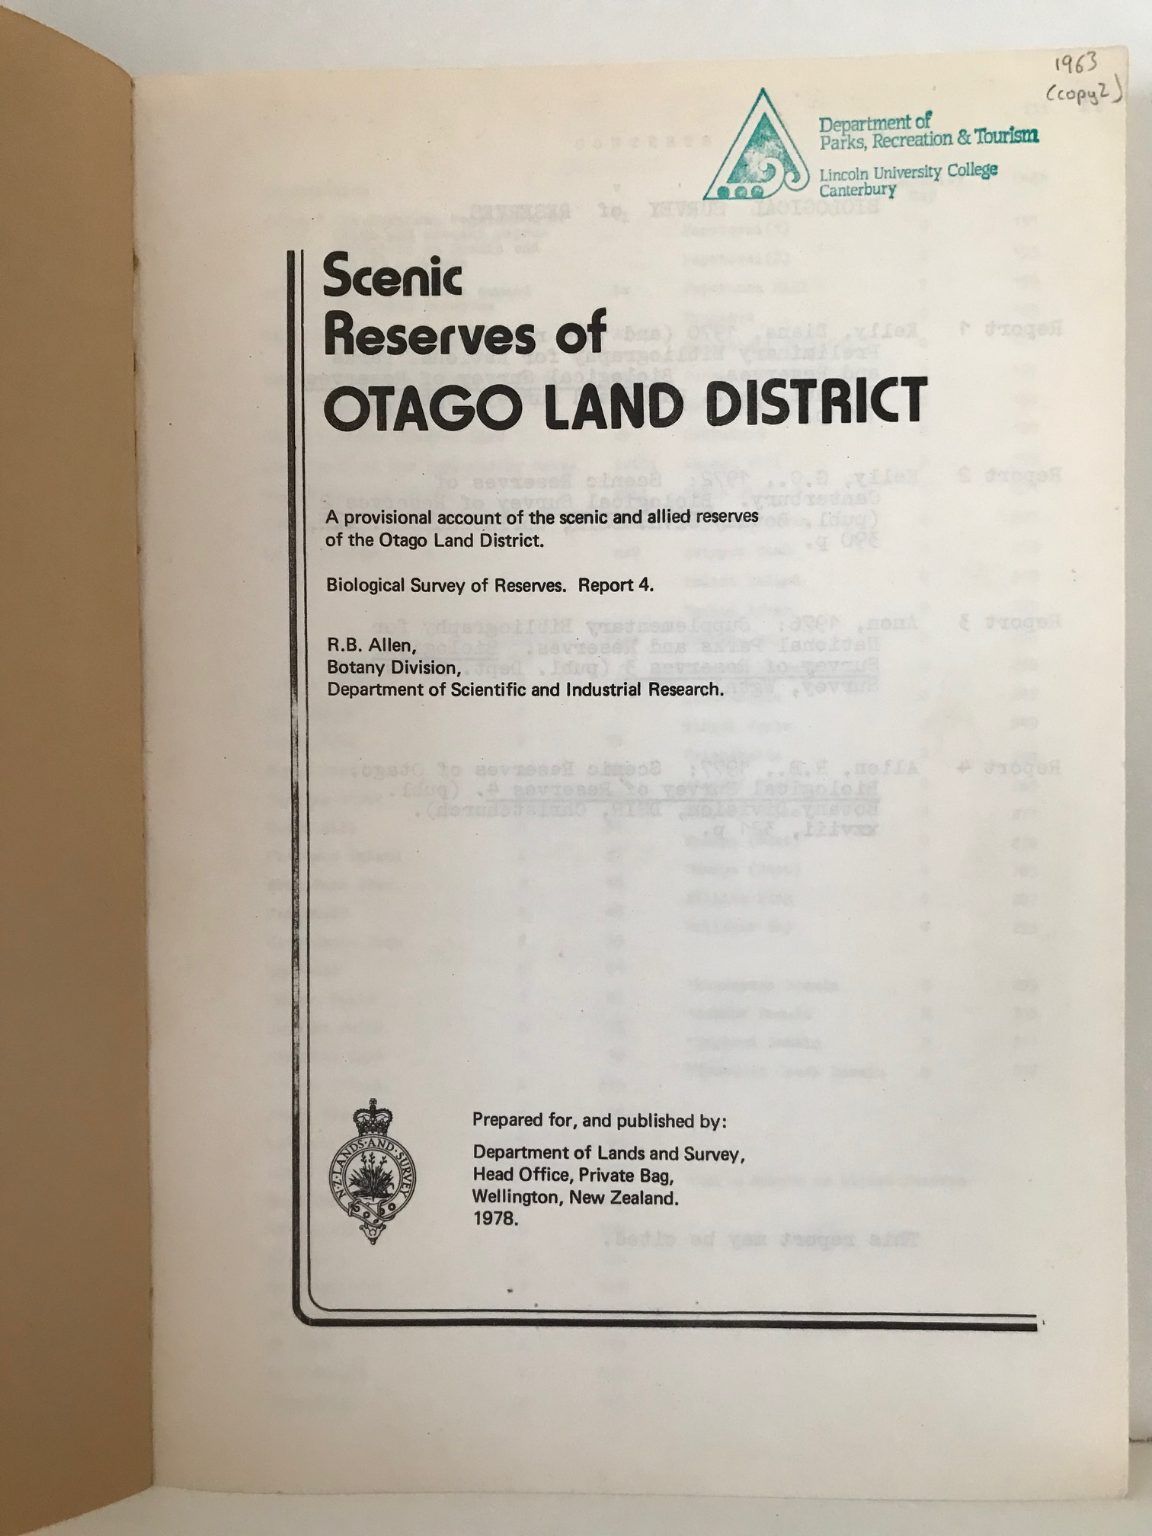 1963
(copy2)
Department of
Parks, Recreation & Tourism
Lincoln University College
Canterbury
Scenic
Reserves of
OTAGO LAND DISTRICT
A provisional account of the scenic and allied reserves
of the Otago Land District.
Biological Survey of Reserves. Report 4.
R.B. Allen,
Botany Division,
Department of Scientific and Industrial Research.
Prepared for, and published by:
Department of Lands and Survey,
Head Office, Private Bag,
Wellington, New Zealand.
1978.
N.Z. LANDS AND SURVEY